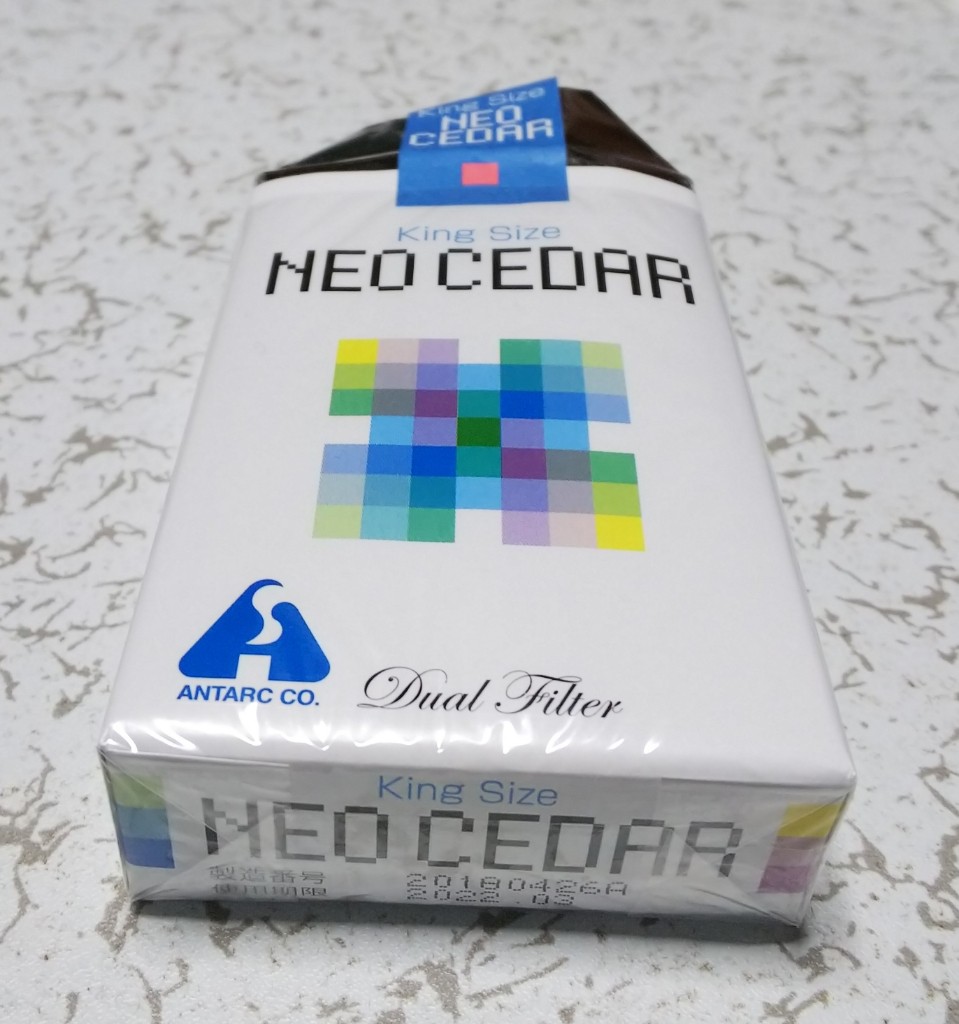 King Size
NEO
CEDAR
King Size
NEO CEDAR
ANTARC CO.
Dual Filter
King Size
NEO CEDAR
製造番号 20180426A
使用期限 2022.03